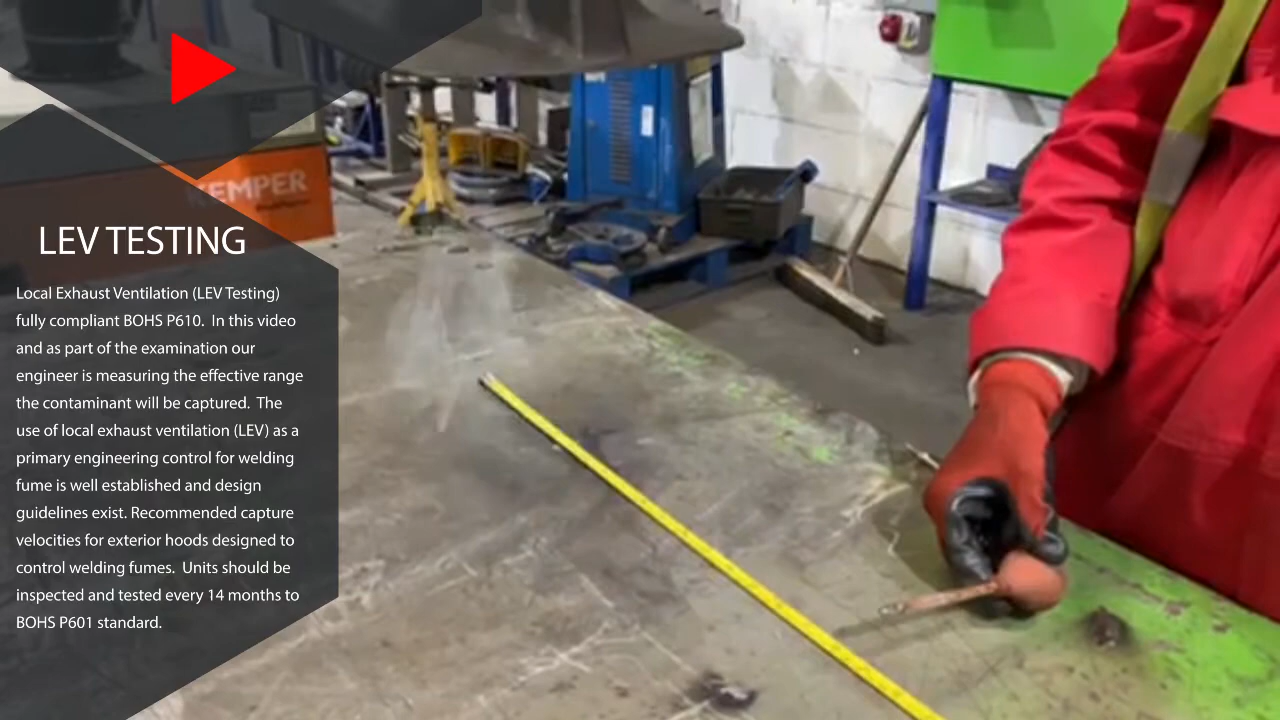 KEMPER
LEV TESTING
Local Exhaust Ventilation (LEV Testing)
fully compliant BOHS P610. In this video
and as part of the examination our
engineer is measuring the effective range
the contaminant will be captured. The
use of local exhaust ventilation (LEV) as a
primary engineering control for welding
fume is well established and design
guidelines exist. Recommended capture
velocities for exterior hoods designed to
control welding fumes. Units should be
inspected and tested every 14 months to
BOHS P601 standard.